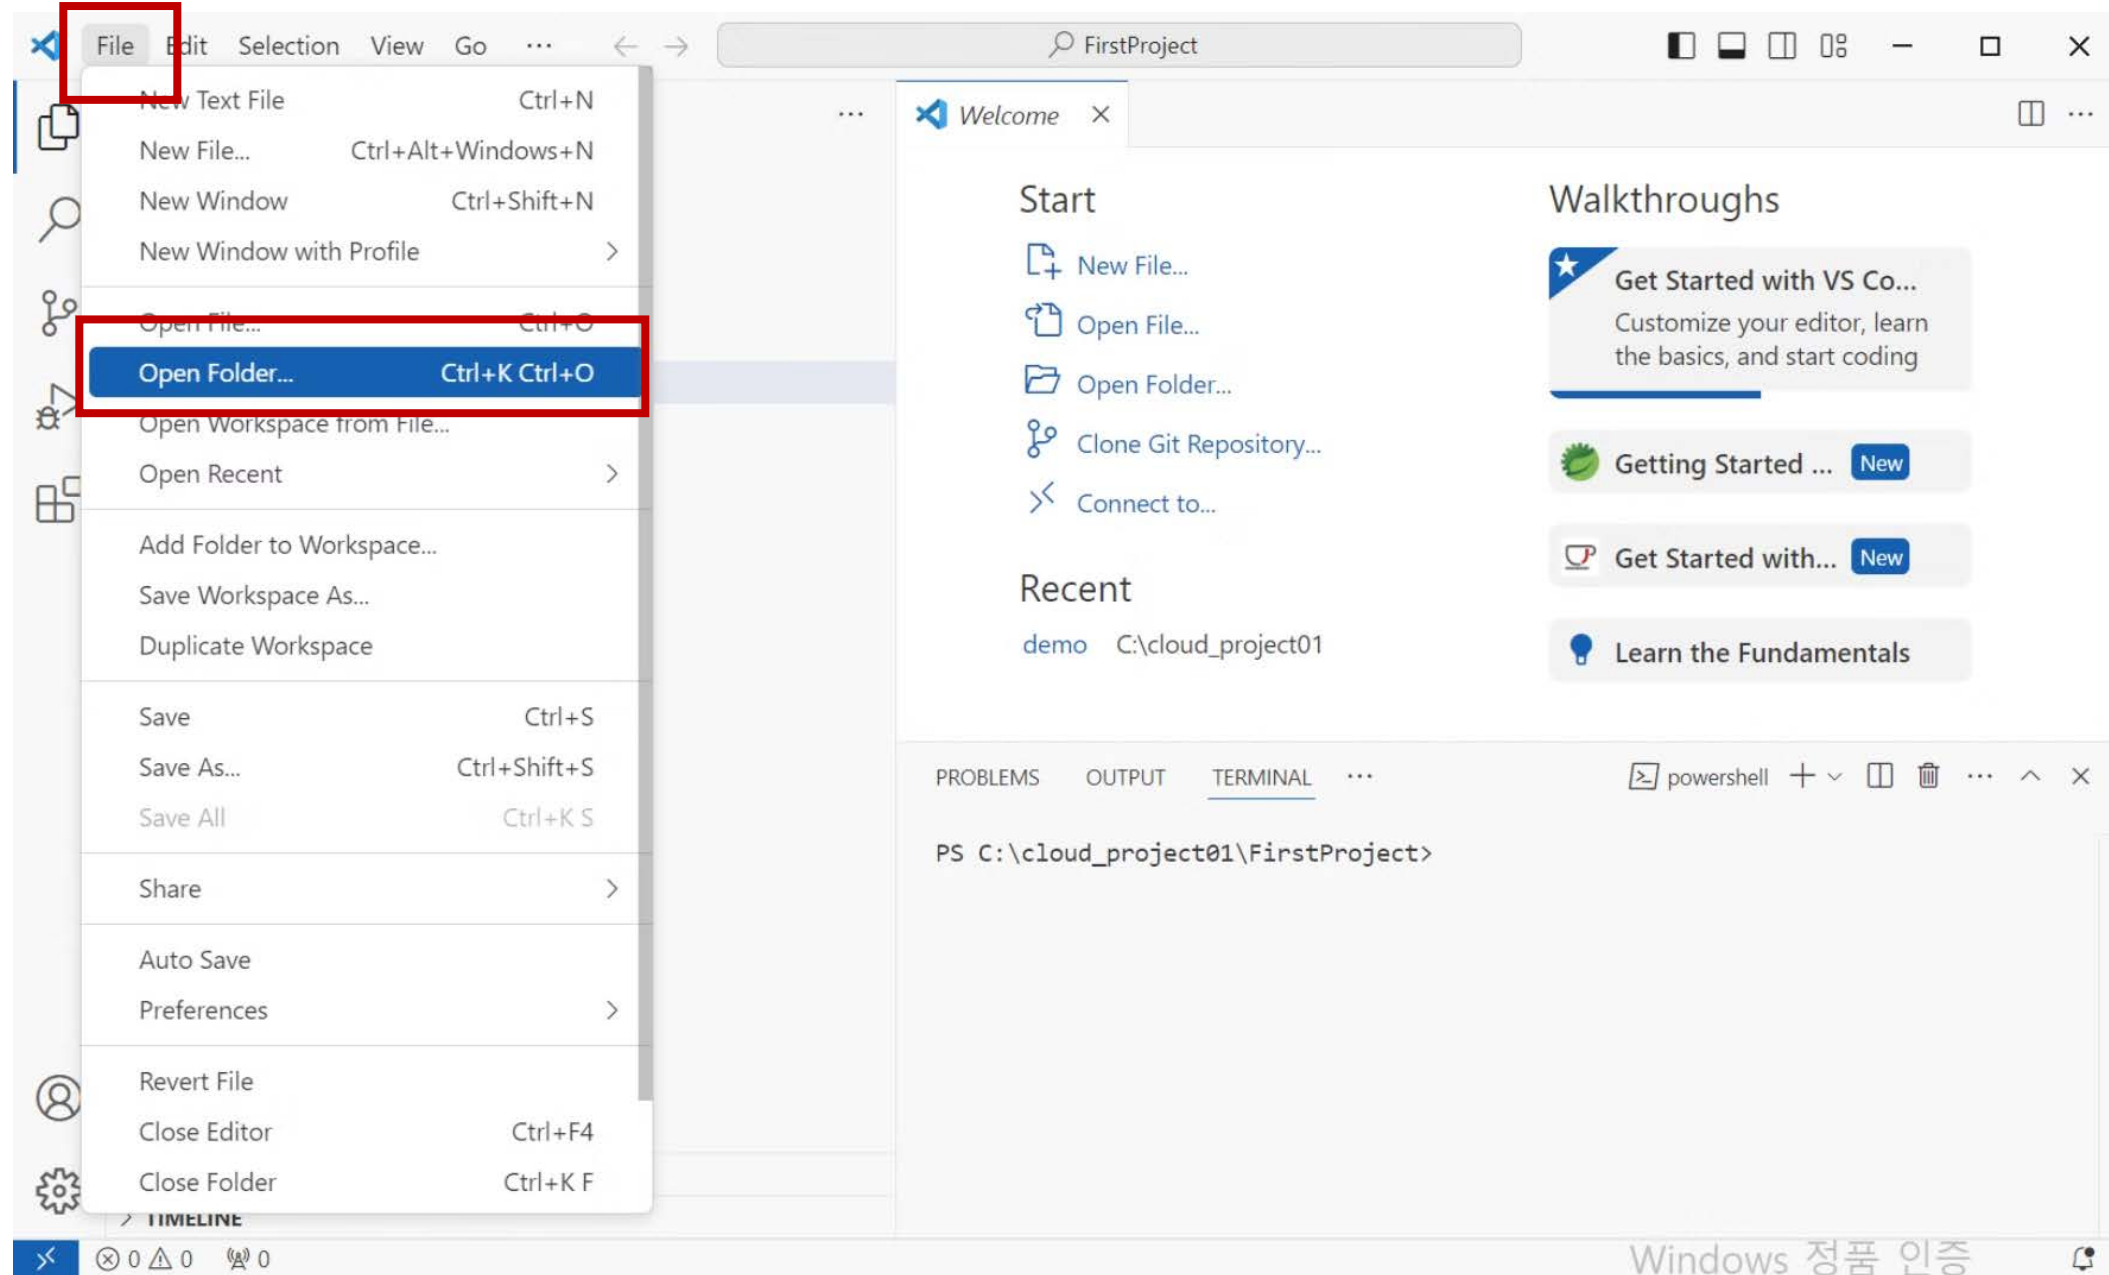 File Edit Selection View Go ... FirstProject
New Text File Ctrl+N
New File... Ctrl+Alt+Windows+N
New Window Ctrl+Shift+N
New Window with Profile
Open File... Ctrl+O
Open Folder... Ctrl+K Ctrl+O
Open Workspace from File...
Open Recent
Add Folder to Workspace...
Save Workspace As...
Duplicate Workspace
Save Ctrl+S
Save As... Ctrl+Shift+S
Save All Ctrl+K S
Share
Auto Save
Preferences
Revert File
Close Editor Ctrl+F4
Close Folder Ctrl+K F
TIMELINE
Welcome
Start
New File...
Open File...
Open Folder...
Clone Git Repository...
Connect to...
Recent
demo C:\cloud_project01
Walkthroughs
Get Started with VS Co...
Customize your editor, learn
the basics, and start coding
Getting Started ... New
Get Started with... New
Learn the Fundamentals
PROBLEMS OUTPUT TERMINAL ... powershell
PS C:\cloud_project01\FirstProject>
0 0 0
Windows 정품 인증